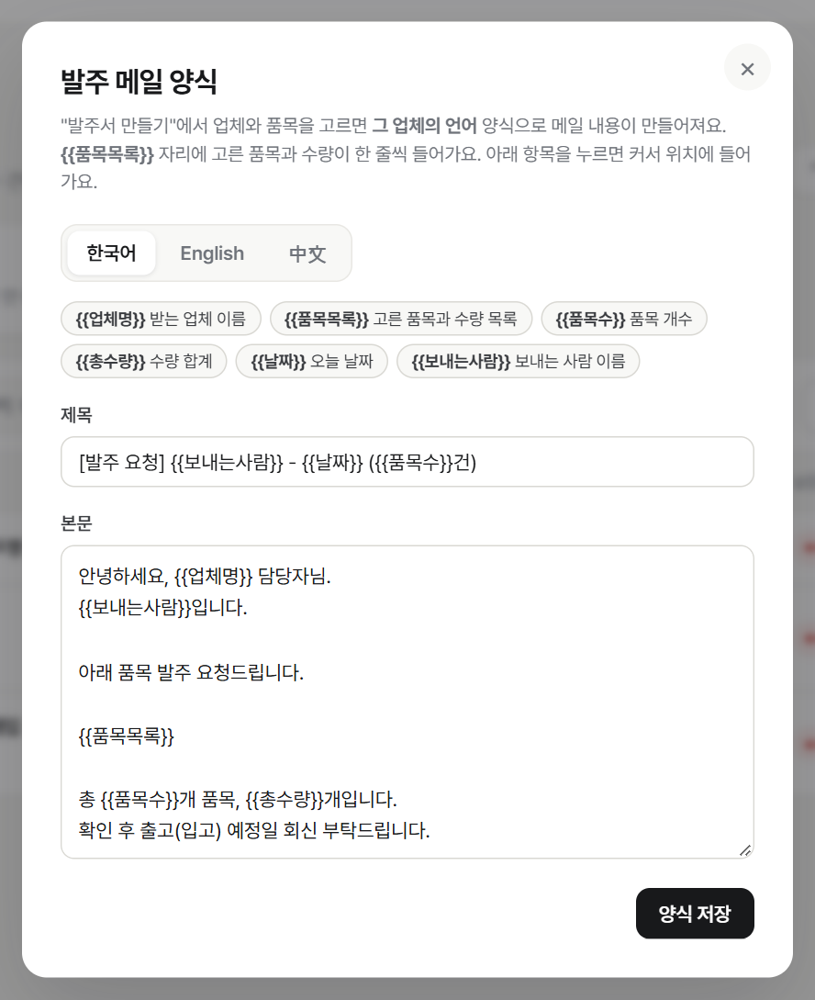 발주 메일 양식
"발주서 만들기"에서 업체와 품목을 고르면 그 업체의 언어 양식으로 메일 내용이 만들어져요.
{{품목목록}} 자리에 고른 품목과 수량이 한 줄씩 들어가요. 아래 항목을 누르면 커서 위치에 들어
가요.
한국어 English 中文
{{업체명}} 받는 업체 이름 {{품목목록}} 고른 품목과 수량 목록 {{품목수}} 품목 개수
{{총수량}} 수량 합계 {{날짜}} 오늘 날짜 {{보내는사람}} 보내는 사람 이름
제목
[발주 요청] {{보내는사람}} - {{날짜}} ({{품목수}}건)
본문
안녕하세요, {{업체명}} 담당자님.
{{보내는사람}}입니다.
아래 품목 발주 요청드립니다.
{{품목목록}}
총 {{품목수}}개 품목, {{총수량}}개입니다.
확인 후 출고(입고) 예정일 회신 부탁드립니다.
양식 저장